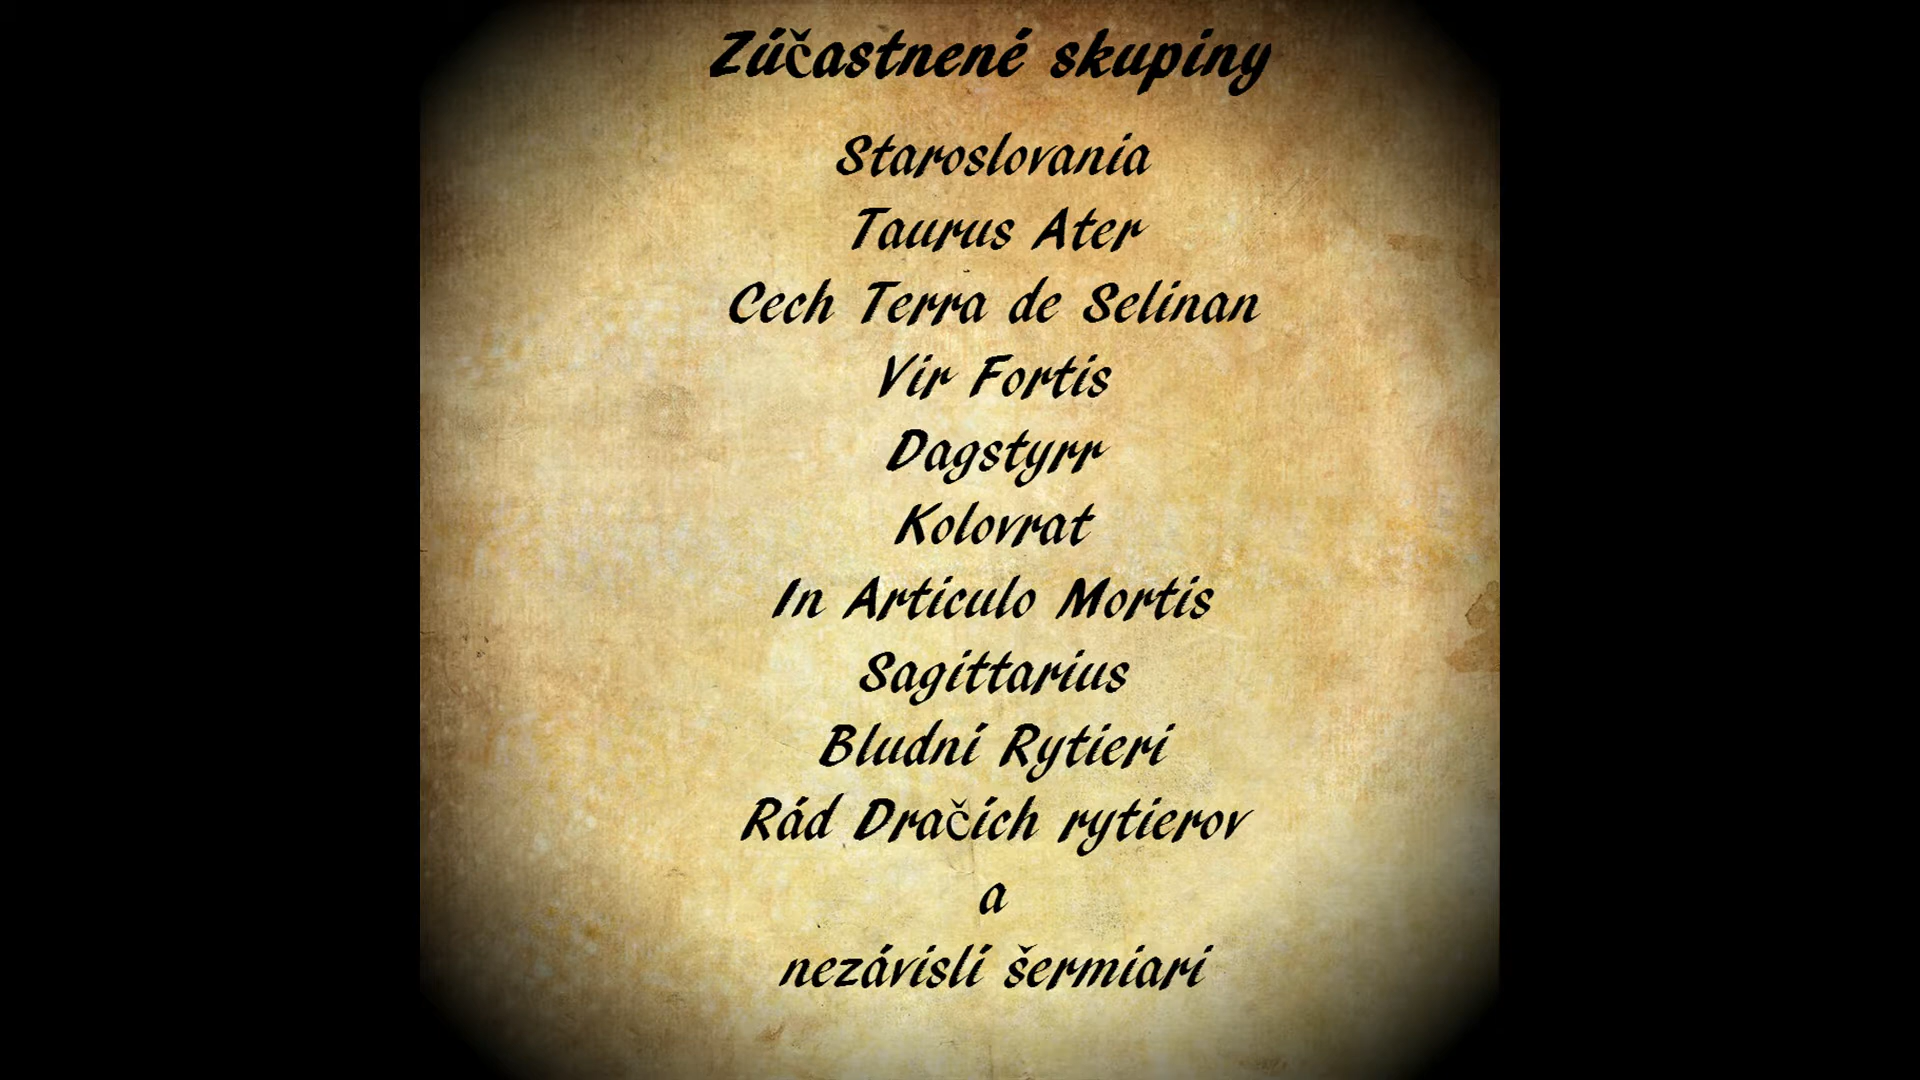 Zúčastnené skupiny
Staroslovania
Taurus Ater
Cech Terra de Selinan
Vir Fortis
Dagstyrr
Kolovrat
In Articulo Mortis
Sagittarius
Bludní Rytieri
Rád Dračích rytierov
a
nezávislí šermiari